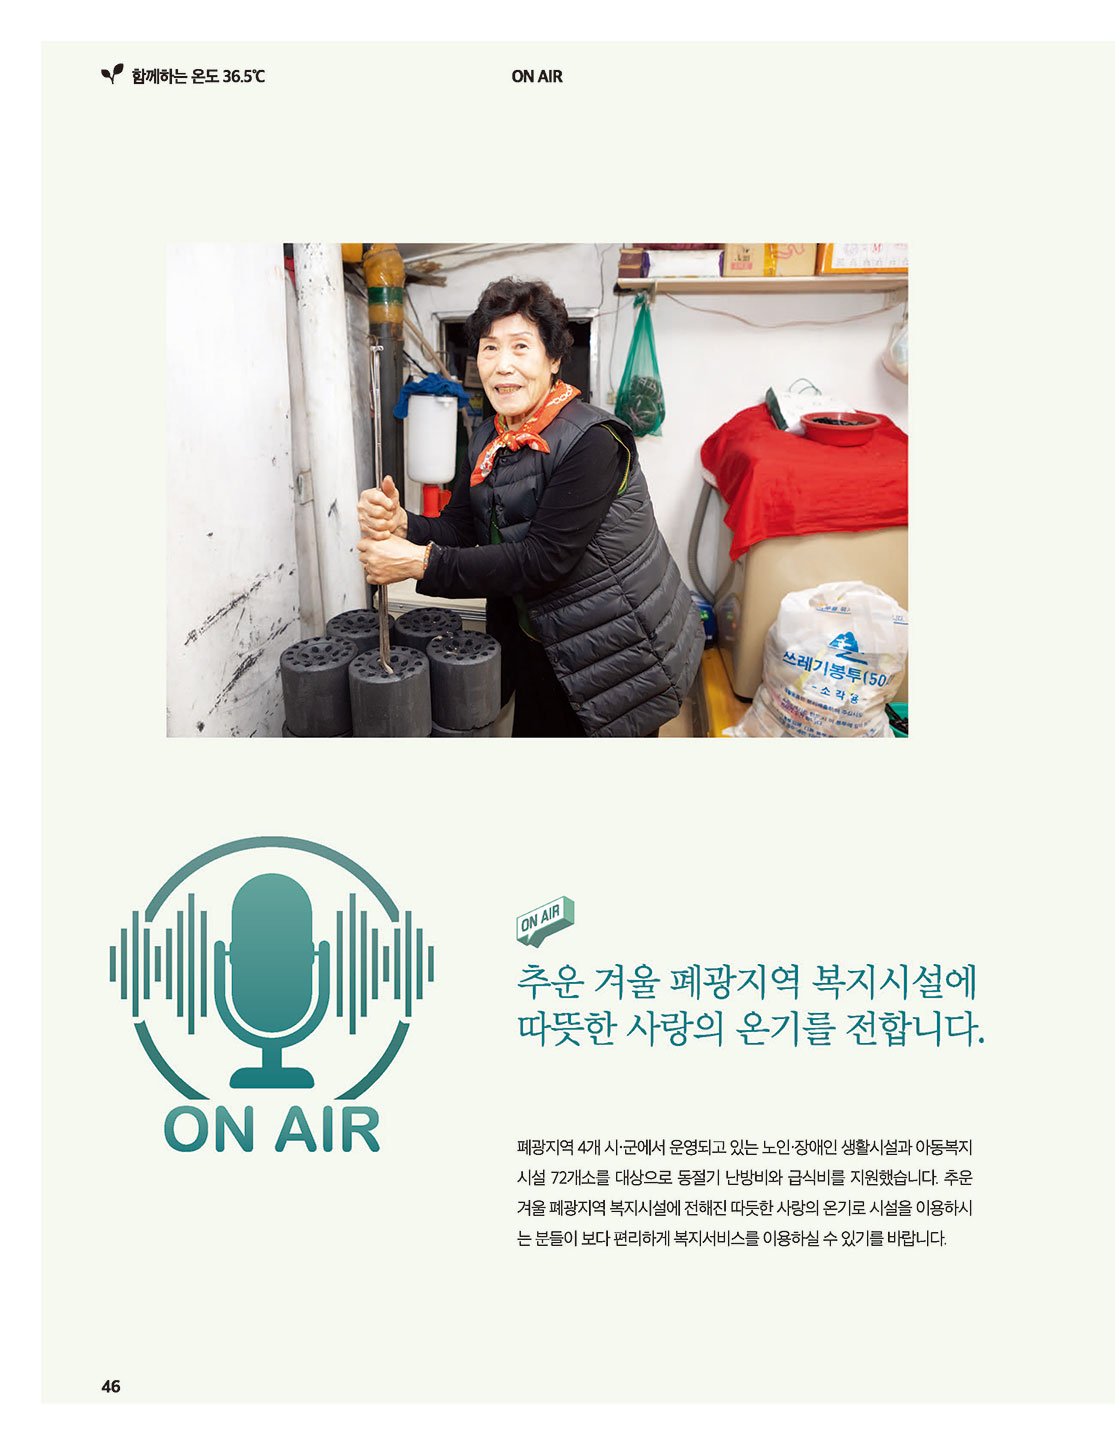 함께하는 온도 36.5℃
ON AIR
쓰레기봉투(50
- 소각용 -
ON AIR
ON AIR
추운 겨울 폐광지역 복지시설에
따뜻한 사랑의 온기를 전합니다.
폐광지역 4개 시·군에서 운영되고 있는 노인·장애인 생활시설과 아동복지
시설 72개소를 대상으로 동절기 난방비와 급식비를 지원했습니다. 추운
겨울 폐광지역 복지시설에 전해진 따듯한 사랑의 온기로 시설을 이용하시
는 분들이 보다 편리하게 복지서비스를 이용하실 수 있기를 바랍니다.
46